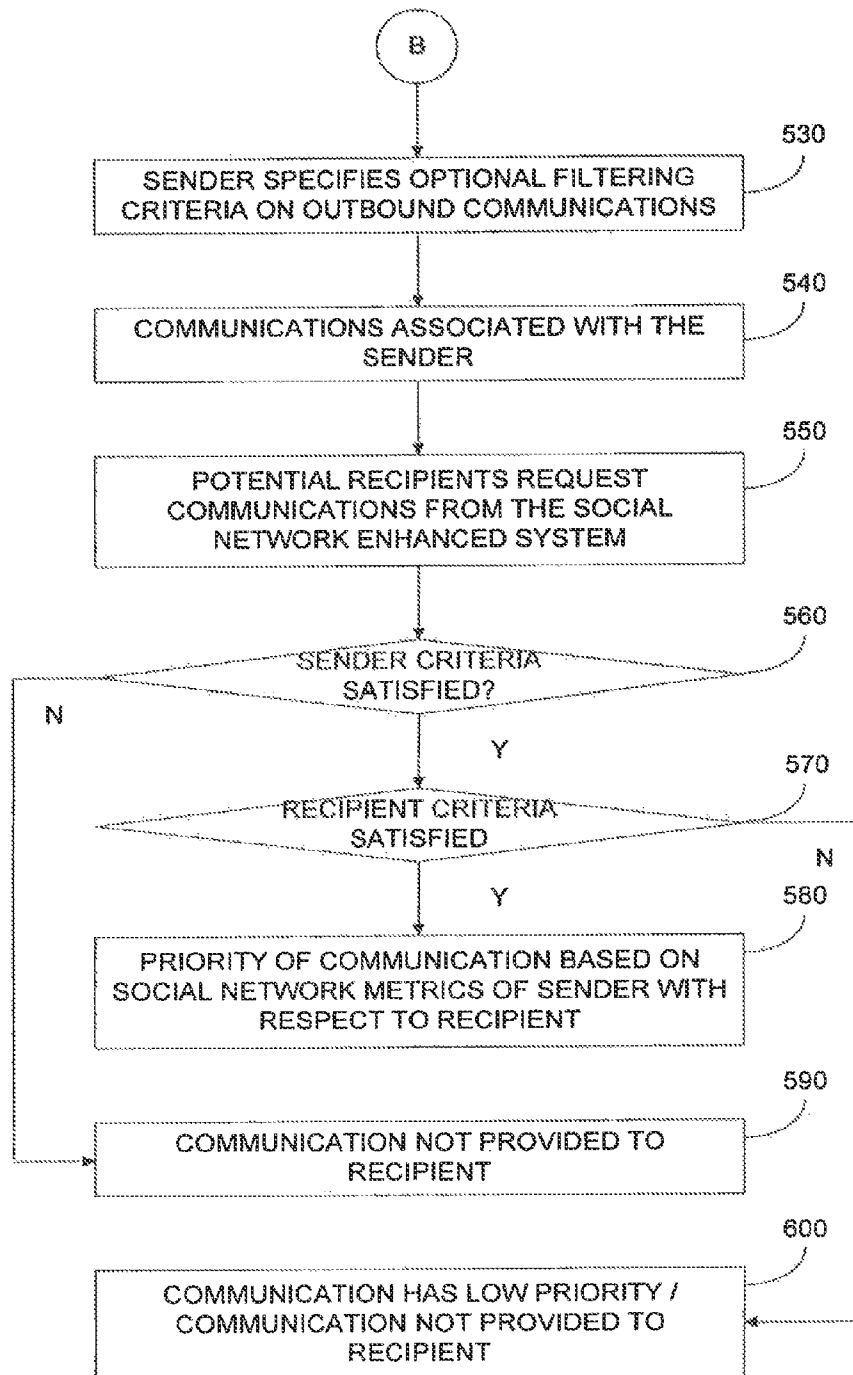 B
530
SENDER SPECIFIES OPTIONAL FILTERING
CRITERIA ON OUTBOUND COMMUNICATIONS
540
COMMUNICATIONS ASSOCIATED WITH THE
SENDER
550
POTENTIAL RECIPIENTS REQUEST
COMMUNICATIONS FROM THE SOCIAL
NETWORK ENHANCED SYSTEM
560
SENDER CRITERIA
SATISFIED?
N
Y
570
RECIPIENT CRITERIA
SATISFIED
N
Y
580
PRIORITY OF COMMUNICATION BASED ON
SOCIAL NETWORK METRICS OF SENDER WITH
RESPECT TO RECIPIENT
590
COMMUNICATION NOT PROVIDED TO
RECIPIENT
600
COMMUNICATION HAS LOW PRIORITY /
COMMUNICATION NOT PROVIDED TO
RECIPIENT